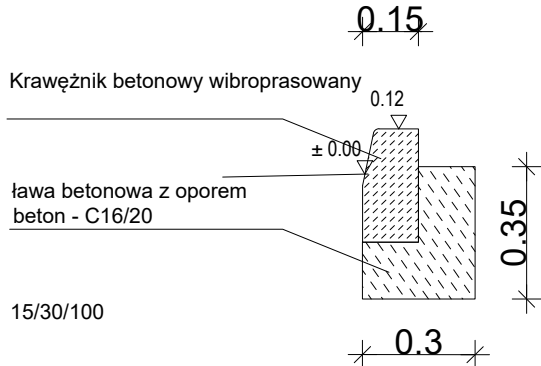 0.15
Krawężnik betonowy wibroprasowany
0.12
± 0.00
ława betonowa z oporem
beton - C16/20
0.35
15/30/100
0.3